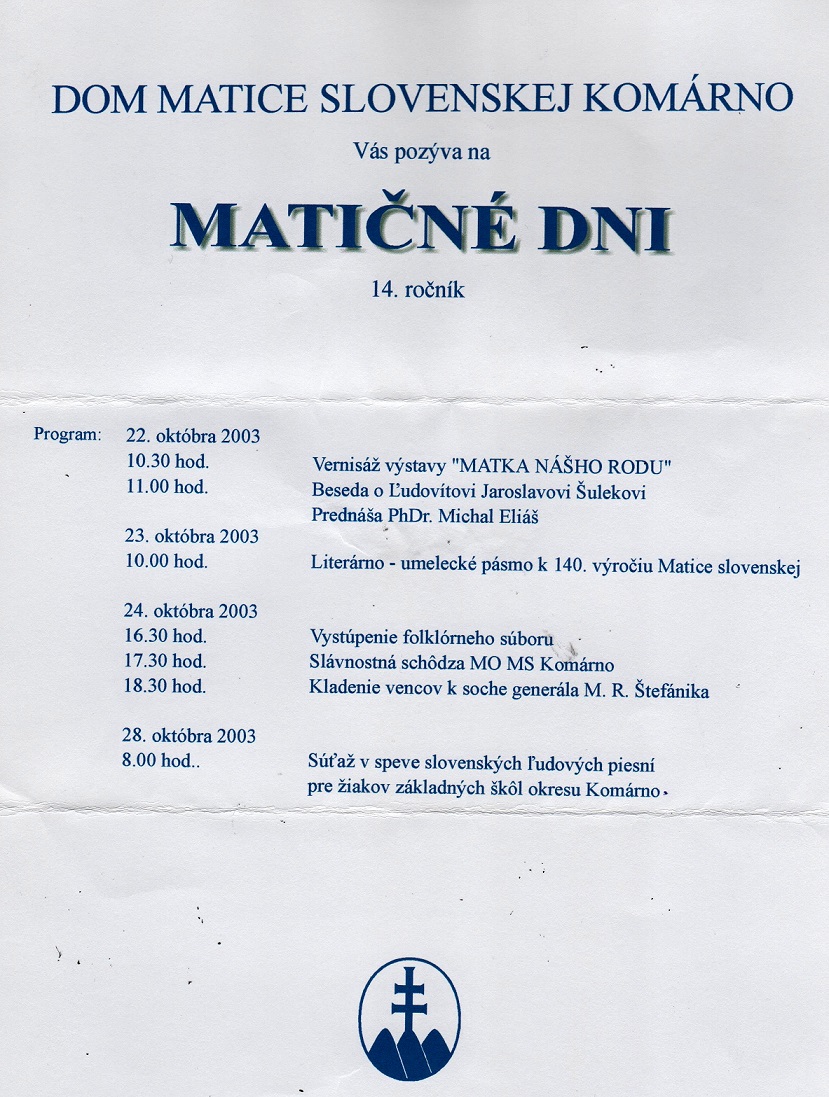 DOM MATICE SLOVENSKEJ KOMÁRNO
Vás pozýva na
MATIČNÉ DNI
14. ročník
Program: 22. októbra 2003
10.30 hod. Vernisáž výstavy "MATKA NÁŠHO RODU"
11.00 hod. Beseda o Ľudovítovi Jaroslavovi Šulekovi
Prednáša PhDr. Michal Eliáš
23. októbra 2003
10.00 hod. Literárno - umelecké pásmo k 140. výročiu Matice slovenskej
24. októbra 2003
16.30 hod. Vystúpenie folklórneho súboru
17.30 hod. Slávnostná schôdza MO MS Komárno
18.30 hod. Kladenie vencov k soche generála M. R. Štefánika
28. októbra 2003
8.00 hod.. Súťaž v speve slovenských ľudových piesní
pre žiakov základných škôl okresu Komárno.